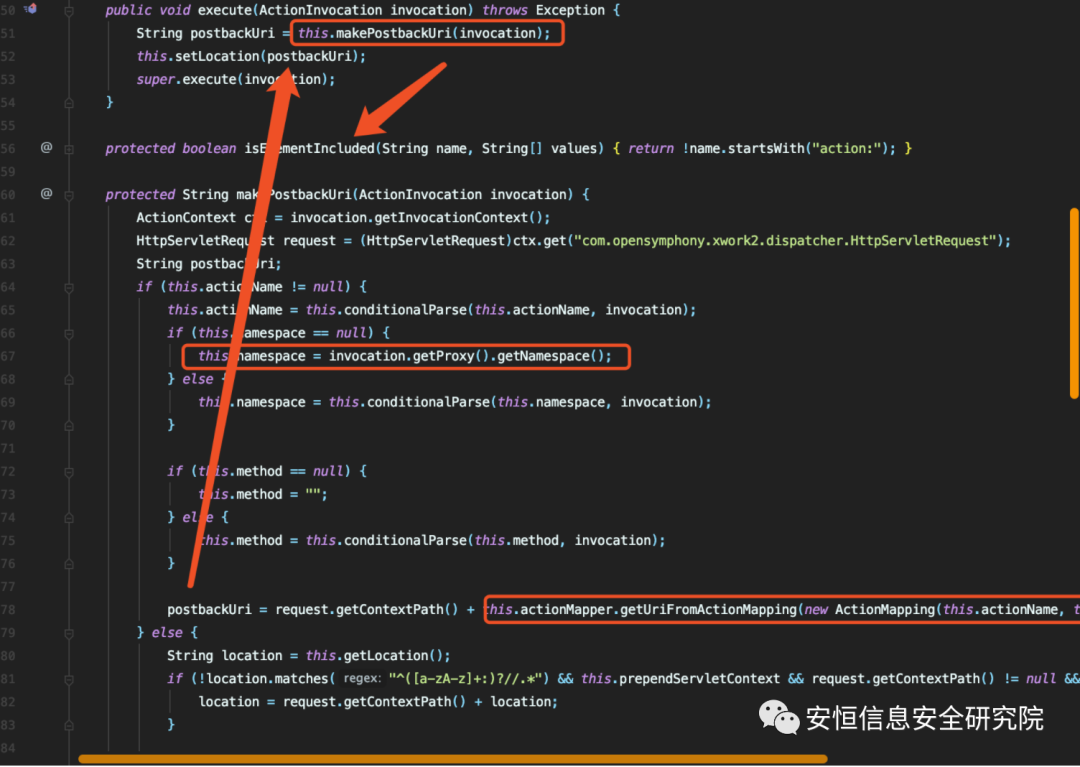 50 public void execute(ActionInvocation invocation) throws Exception {
51 String postbackUri = this.makePostbackUri(invocation);
52 this.setLocation(postbackUri);
53 super.execute(invocation);
54 }
55
56 @ protected boolean isElementIncluded(String name, String[] values) { return !name.startsWith("action:"); }
59
60 @ protected String makePostbackUri(ActionInvocation invocation) {
61 ActionContext ctx = invocation.getInvocationContext();
62 HttpServletRequest request = (HttpServletRequest)ctx.get("com.opensymphony.xwork2.dispatcher.HttpServletRequest");
63 String postbackUri;
64 if (this.actionName != null) {
65 this.actionName = this.conditionalParse(this.actionName, invocation);
66 if (this.namespace == null) {
67 this.namespace = invocation.getProxy().getNamespace();
68 } else {
69 this.namespace = this.conditionalParse(this.namespace, invocation);
70 }
71
72 if (this.method == null) {
73 this.method = "";
74 } else {
75 this.method = this.conditionalParse(this.method, invocation);
76 }
77
78 postbackUri = request.getContextPath() + this.actionMapper.getUriFromActionMapping(new ActionMapping(this.actionName, t
79 } else {
80 String location = this.getLocation();
81 if (!location.matches( regex: "^([a-zA-z]+:)?//.*") && this.prependServletContext && request.getContextPath() != null &&
82 location = request.getContextPath() + location;
83 }
84
安恒信息安全研究院